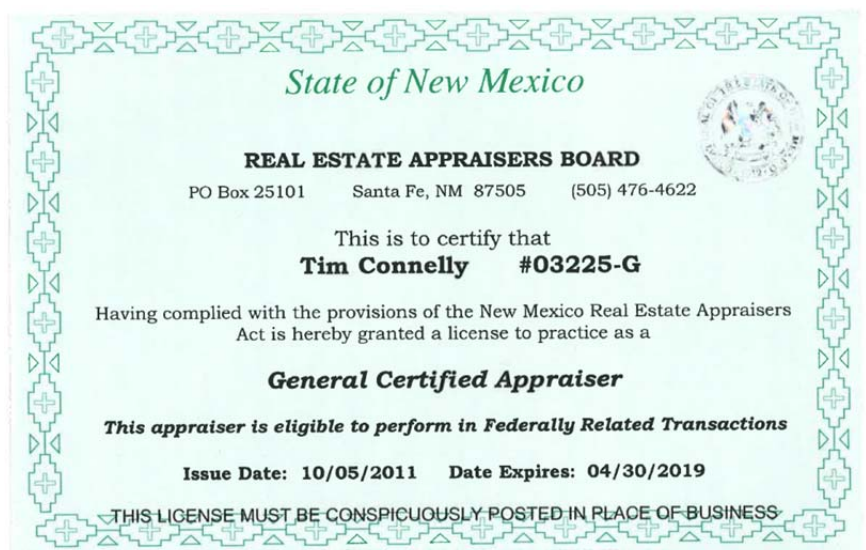 State of New Mexico
REAL ESTATE APPRAISERS BOARD
PO Box 25101 Santa Fe, NM 87505 (505) 476-4622
This is to certify that
Tim Connelly #03225-G
Having complied with the provisions of the New Mexico Real Estate Appraisers
Act is hereby granted a license to practice as a
General Certified Appraiser
This appraiser is eligible to perform in Federally Related Transactions
Issue Date: 10/05/2011 Date Expires: 04/30/2019
THIS LICENSE MUST BE CONSPICUOUSLY POSTED IN PLACE OF BUSINESS